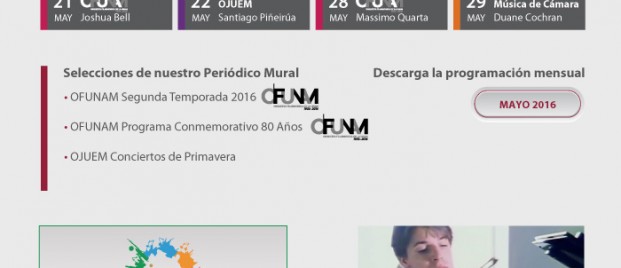 21 OFUNAM
MAY Joshua Bell
22 OJUEM
MAY Santiago Piñeirúa
28 OFUNAM
MAY Massimo Quarta
29 Música de Cámara
MAY Duane Cochran
Selecciones de nuestro Periódico Mural
• OFUNAM Segunda Temporada 2016 OFUNAM
• OFUNAM Programa Conmemorativo 80 Años OFUNAM
• OJUEM Conciertos de Primavera
Descarga la programación mensual
MAYO 2016